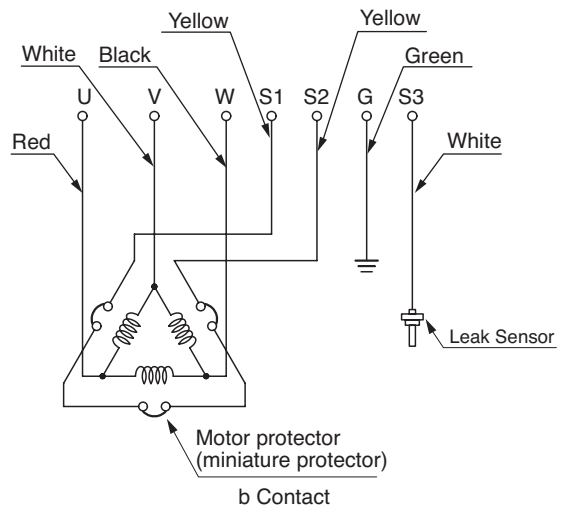 Yellow
Yellow
White
Black
Green
U
V
W
S1
S2
G
S3
Red
White
Leak Sensor
Motor protector
(miniature protector)
b Contact